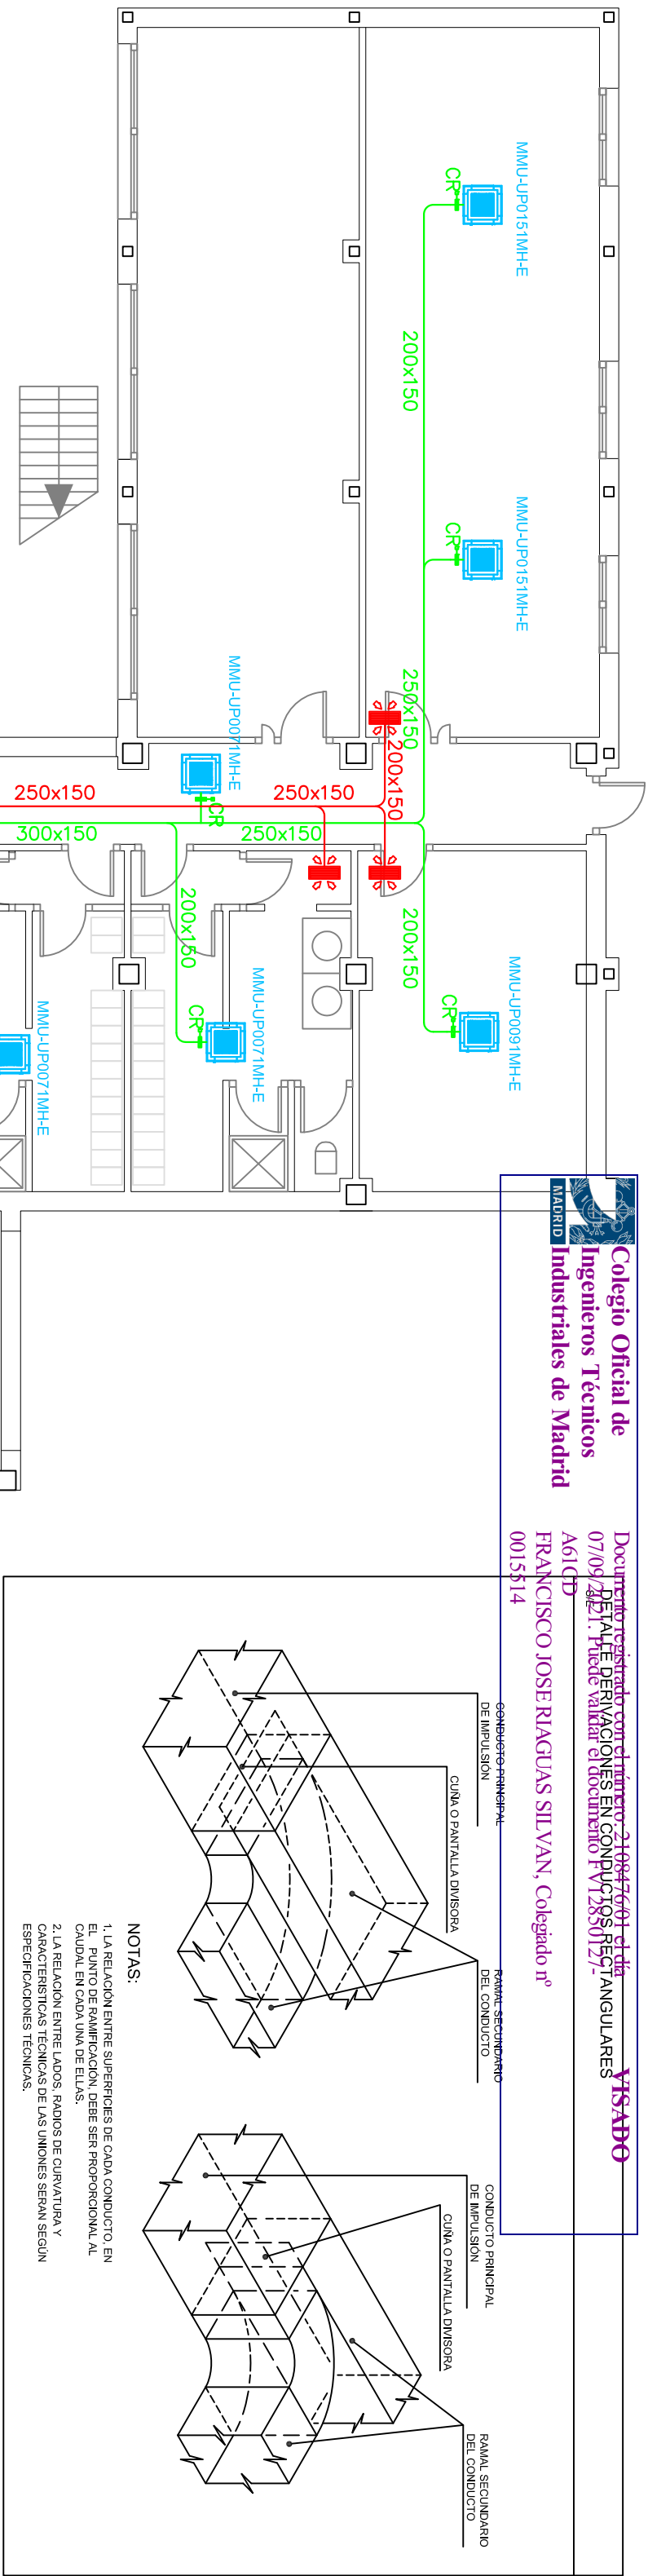 MMU-UP0151MH-E
CR
200x150
MMU-UP0151MH-E
CR
250x150
200x150
MMU-UP0071MH-E
CR
250x150
250x150
300x150
250x150
200x150
200x150
MMU-UP0091MH-E
CR
MMU-UP0071MH-E
CR
MMU-UP0071MH-E
MADRID
Colegio Oficial de
Ingenieros Técnicos
Industriales de Madrid
Documento registrado con el número: 2108476/01 el día
07/09/2021. Puede validar el documento FV12850127-
A61CD
FRANCISCO JOSE RIAGUAS SILVAN, Colegiado nº
0015514
VISADO
DETALLE DERIVACIONES EN CONDUCTOS RECTANGULARES
CONDUCTO PRINCIPAL
DE IMPULSIÓN
CUÑA O PANTALLA DIVISORA
RAMAL SECUNDARIO
DEL CONDUCTO
CONDUCTO PRINCIPAL
DE IMPULSIÓN
CUÑA O PANTALLA DIVISORA
RAMAL SECUNDARIO
DEL CONDUCTO
NOTAS:
1. LA RELACIÓN ENTRE SUPERFICIES DE CADA CONDUCTO, EN
EL PUNTO DE RAMIFICACIÓN, DEBE SER PROPORCIONAL AL
CAUDAL EN CADA UNA DE ELLAS.
2. LA RELACIÓN ENTRE LADOS, RADIOS DE CURVATURA Y
CARACTERISTICAS TÉCNICAS DE LAS UNIONES SERAN SEGÚN
ESPECIFICACIONES TÉCNICAS.